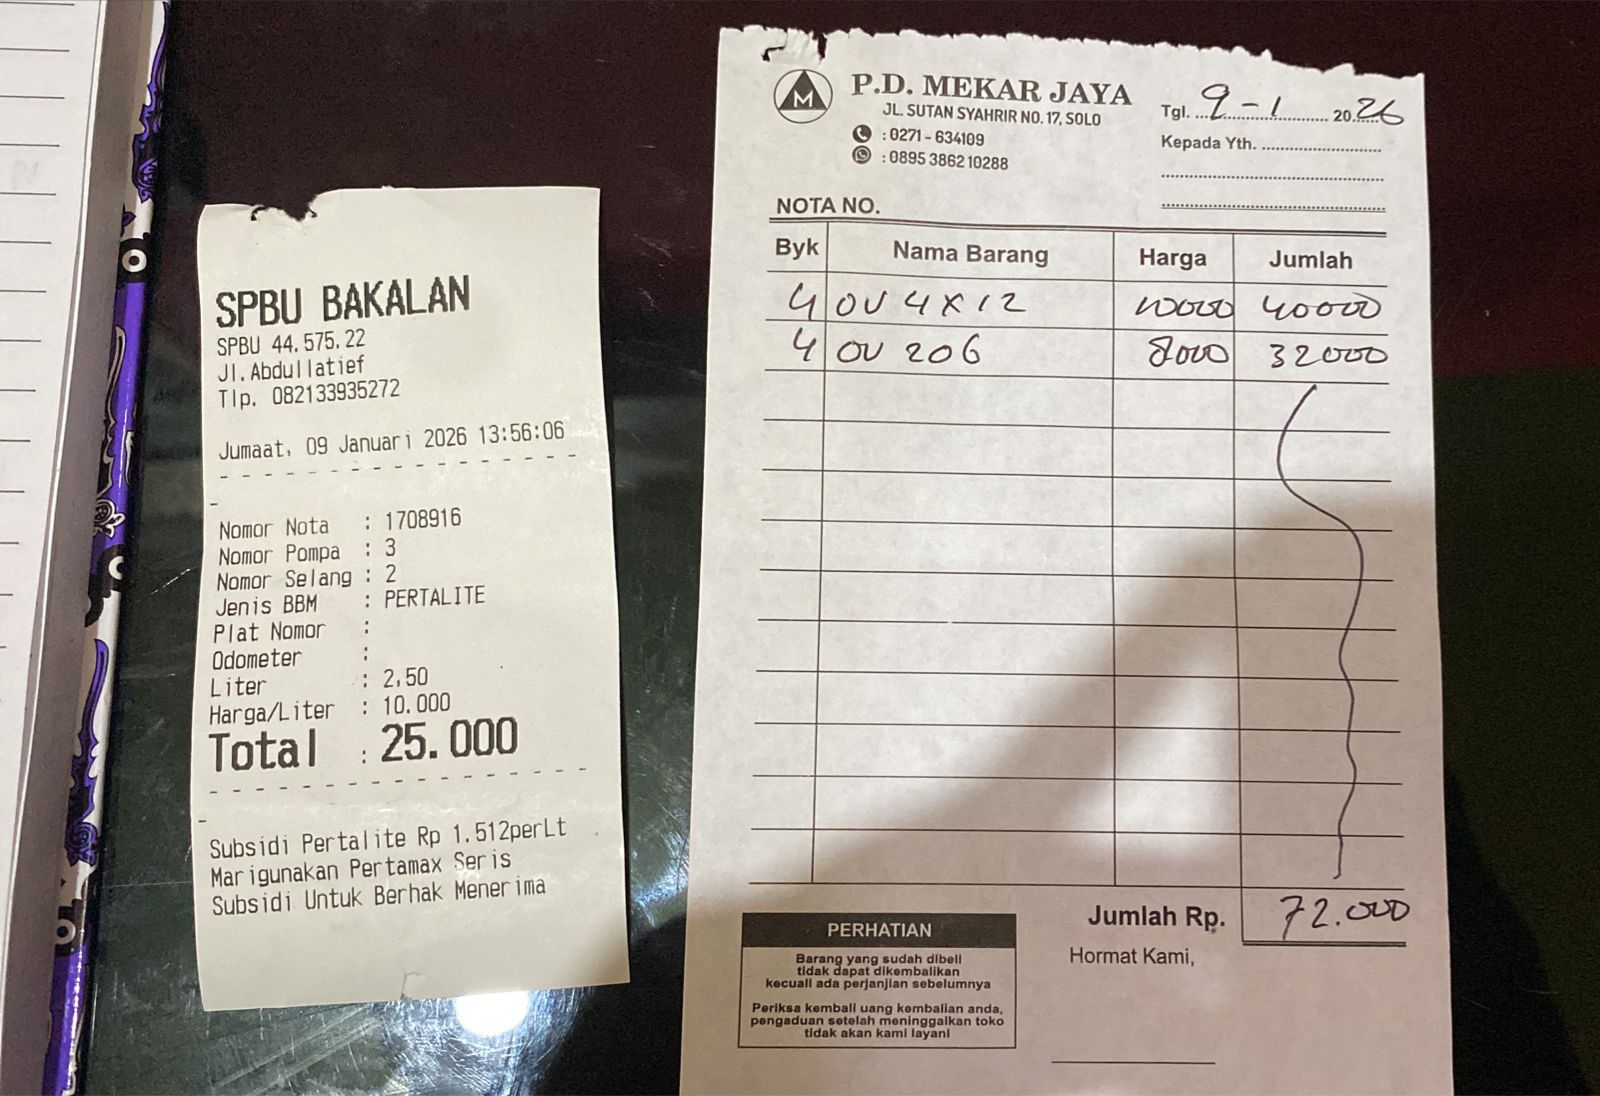 SPBU BAKALAN
SPBU 44.575.22
Jl.Abdullatief
Tlp. 082133935272
Jumaat, 09 Januari 2026 13:56:06
Nomor Nota : 1708916
Nomor Pompa : 3
Nomor Selang : 2
Jenis BBM : PERTALITE
Plat Nomor :
Odometer :
Liter : 2,50
Harga/Liter : 10.000
Total : 25.000
Subsidi Pertalite Rp 1.512perLt
Marigunakan Pertamax Seris
Subsidi Untuk Berhak Menerima
M
P.D. MEKAR JAYA
JL. SUTAN SYAHRIR NO. 17, SOLO
: 0271 - 634109
: 0895 386210288
Tgl. 9-1 2026
Kepada Yth.
NOTA NO.
Byk Nama Barang Harga Jumlah
4 OV 4X12 10000 40000
4 OV 206 8000 32000
Jumlah Rp. 72.000
Hormat Kami,
PERHATIAN
Barang yang sudah dibeli
tidak dapat dikembalikan
kecuali ada perjanjian sebelumnya
Periksa kembali uang kembalian anda,
pengaduan setelah meninggalkan toko
tidak akan kami layani